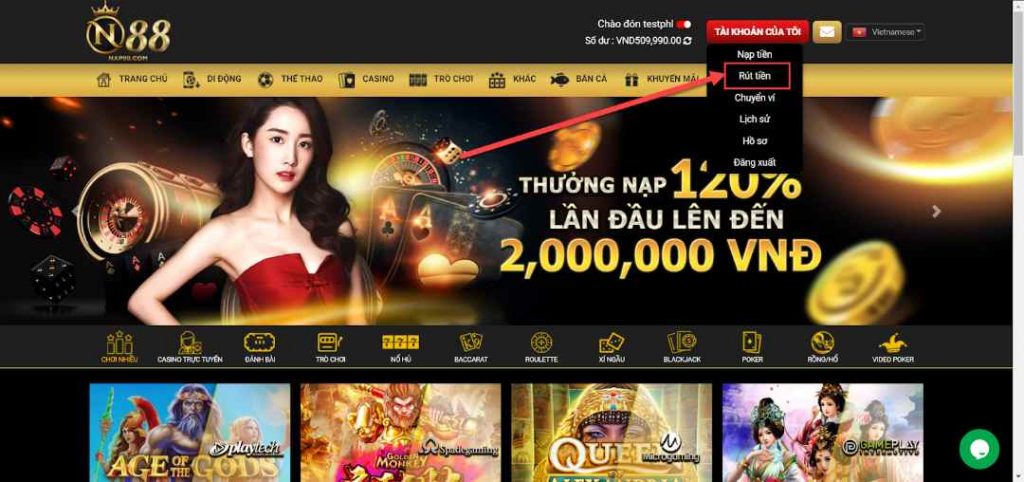 N88
NAP88.COM
Chào đón testphl
Số dư : VND509,990.00
TÀI KHOẢN CỦA TÔI
Vietnamese
Nạp tiền
Rút tiền
Chuyển ví
Lịch sử
Hồ sơ
Đăng xuất
TRANG CHỦ DI ĐỘNG THỂ THAO CASINO TRÒ CHƠI KHÁC BẮN CÁ KHUYẾN MÃI
THƯỞNG NẠP 120%
LẦN ĐẦU LÊN ĐẾN
2,000,000 VNĐ
CHƠI NHIỀU CASINO TRỰC TUYẾN ĐÁNH BÀI TRÒ CHƠI NỔ HŨ BACCARAT ROULETTE XÍ NGẦU BLACKJACK POKER RỒNG/HỔ VIDEO POKER
playtech
AGE OF
THE GODS
Spadegaming
GOLDEN
MONKEY
QUEEN
Microgaming
ALEXANDRIA
GAMEPLAY
INTERACTIVE